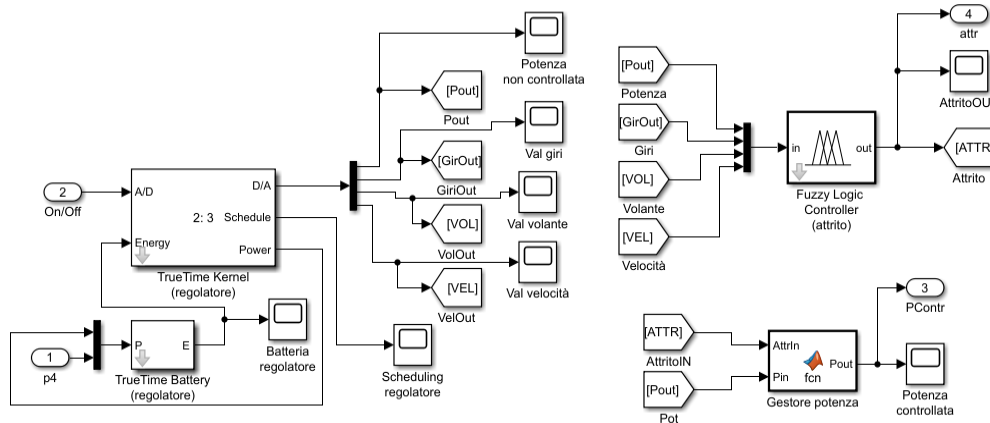 2
On/Off
A/D
Energy
2: 3
D/A
Schedule
Power
TrueTime Kernel
(regolatore)
1
p4
P
E
TrueTime Battery
(regolatore)
Batteria
regolatore
Scheduling
regolatore
Potenza
non controllata
[Pout]
Pout
Val giri
[GirOut]
GiriOut
Val volante
[VOL]
VolOut
Val velocità
[VEL]
VelOut
[Pout]
Potenza
[GirOut]
Giri
[VOL]
Volante
[VEL]
Velocità
in
out
Fuzzy Logic
Controller
(attrito)
4
attr
AttritoOU
[ATTR
Attrito
[ATTR]
AttritoIN
[Pout]
Pot
AttrIn
Pin
fcn
Pout
Gestore potenza
3
PContr
Potenza
controllata